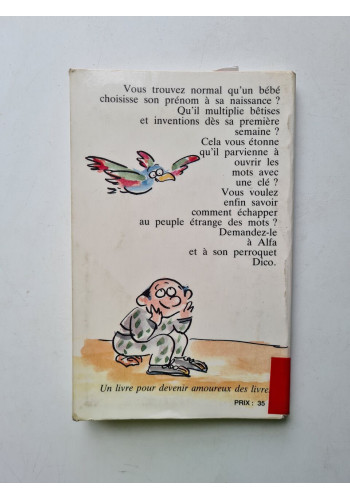 Vous trouvez normal qu'un bébé
choisisse son prénom à sa naissance ?
Qu'il multiplie bêtises
et inventions dès sa première
semaine ?
Cela vous étonne
qu'il parvienne à
ouvrir les
mots avec
une clé ?
Vous voulez
enfin savoir
comment échapper
au peuple étrange des mots ?
Demandez-le
à Alfa
et à son perroquet
Dico.
Un livre pour devenir amoureux des livre
PRIX : 35